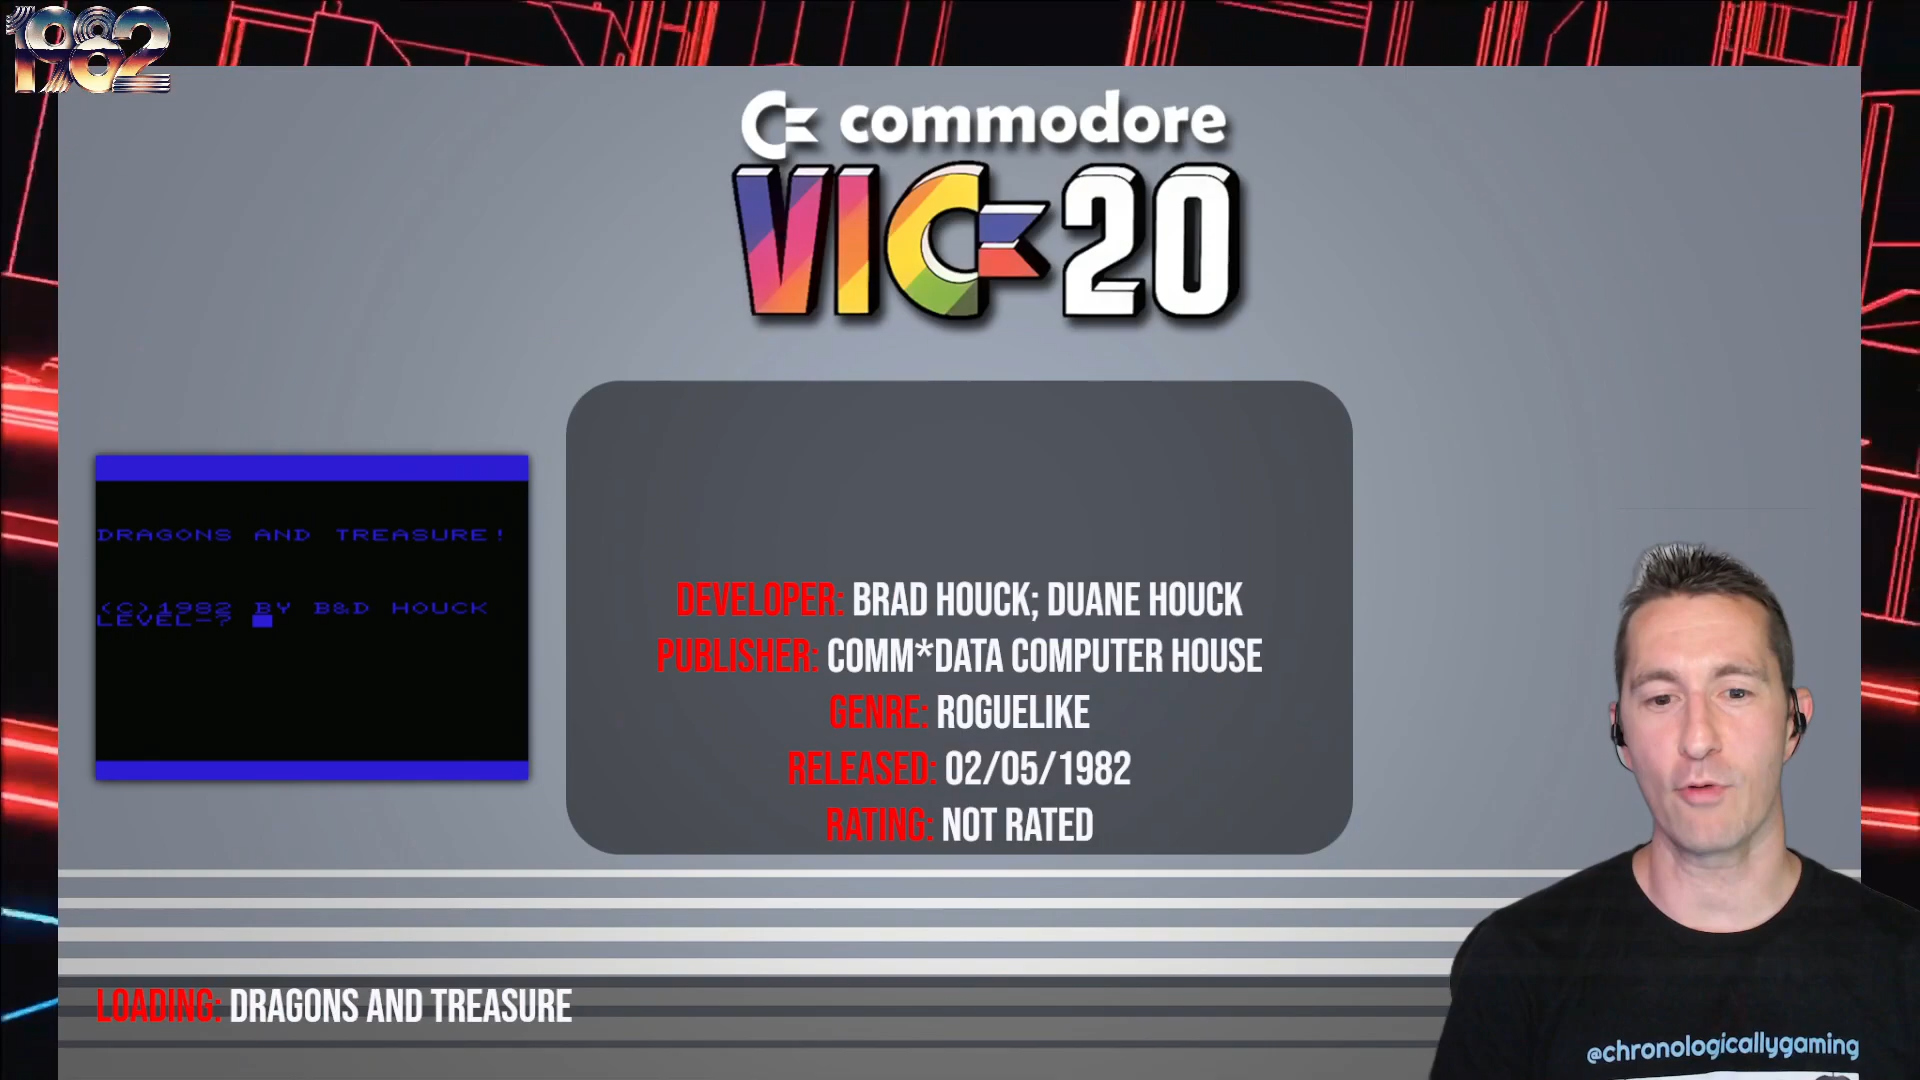 1982
commodore
VIC-20
DRAGONS AND TREASURE!
(C)1982 BY B&D HOUCK
LEVEL-?
DEVELOPER: BRAD HOUCK; DUANE HOUCK
PUBLISHER: COMM*DATA COMPUTER HOUSE
GENRE: ROGUELIKE
RELEASED: 02/05/1982
RATING: NOT RATED
LOADING: DRAGONS AND TREASURE
@chronologicallygaming